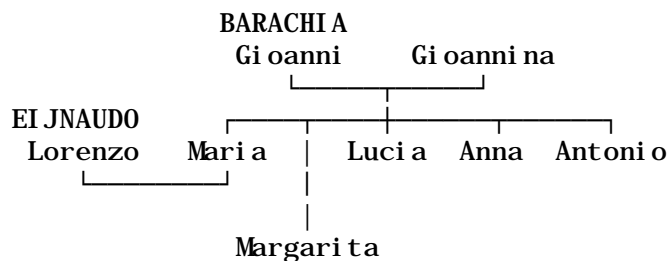 BARACHIA
Gioanni Gioannina
EIJNAUDO
Lorenzo Maria Lucia Anna Antonio
Margarita